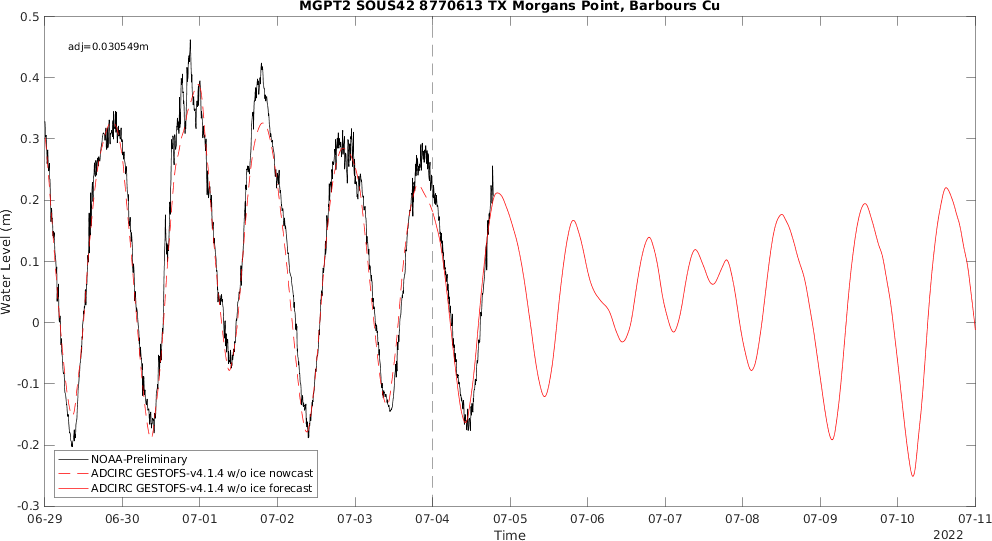 MGPT2 SOUS42 8770613 TX Morgans Point, Barbours Cu
adj=0.030549m
Water Level (m)
0.5
0.4
0.3
0.2
0.1
0
-0.1
-0.2
-0.3
NOAA-Preliminary
ADCIRC GESTOFS-v4.1.4 w/o ice nowcast
ADCIRC GESTOFS-v4.1.4 w/o ice forecast
06-29 06-30 07-01 07-02 07-03 07-04 07-05 07-06 07-07 07-08 07-09 07-10 07-11
Time
2022